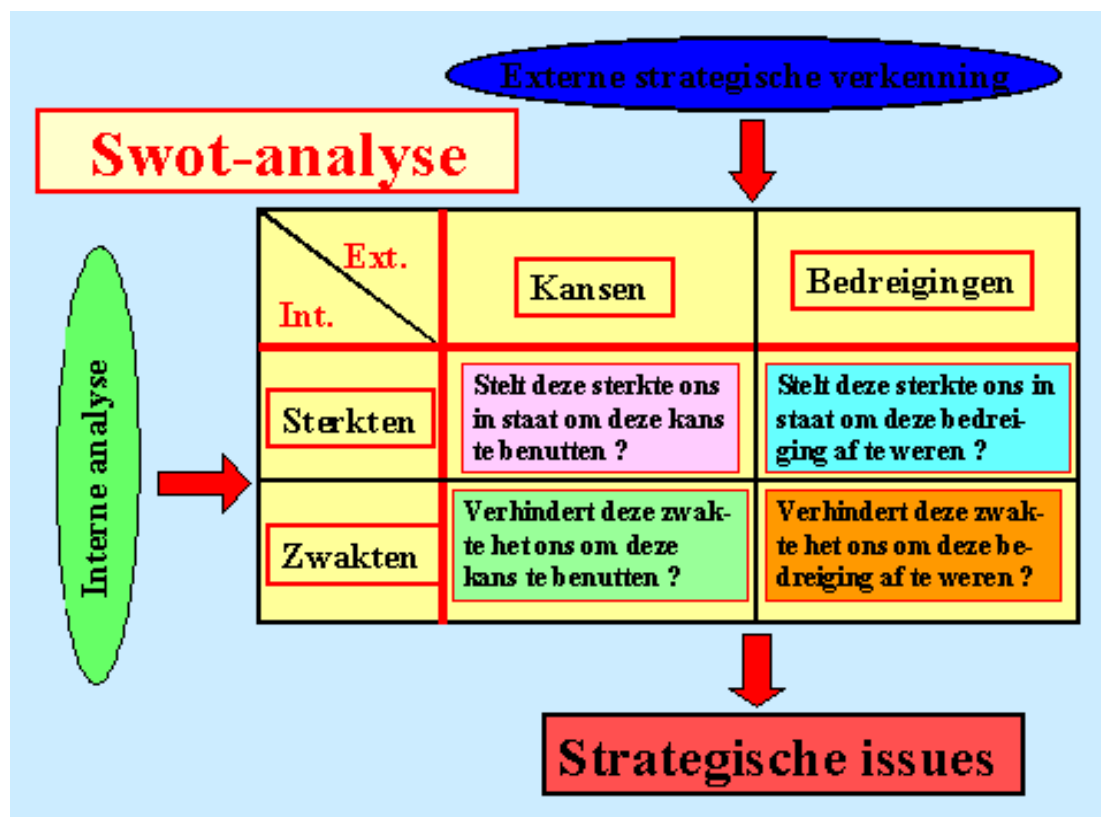 Externe strategische verkenning
Swot-analyse
Ext.
Int.
Kansen
Bedreigingen
Interne analyse
Sterkten
Stelt deze sterkte ons
in staat om deze kans
te benutten ?
Stelt deze sterkte ons in
staat om deze bedrei-
ging af te weren ?
Zwakten
Verhindert deze zwak-
te het ons om deze
kans te benutten ?
Verhindert deze zwak-
te het ons om deze be-
dreiging af te weren ?
Strategische issues